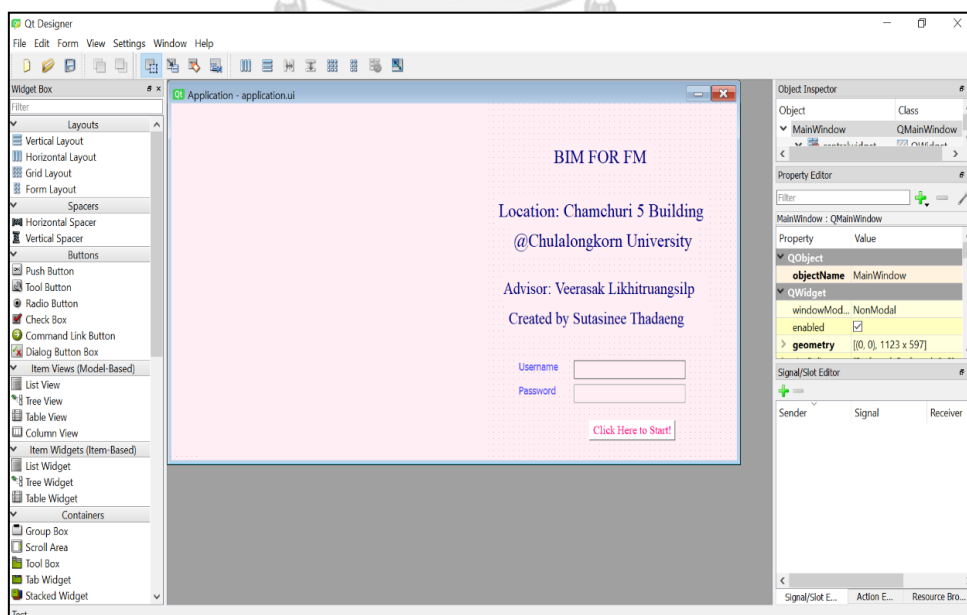 Qt Designer
File Edit Form View Settings Window Help
Widget Box
Filter
Layouts
Vertical Layout
Horizontal Layout
Grid Layout
Form Layout
Spacers
Horizontal Spacer
Vertical Spacer
Buttons
Push Button
Tool Button
Radio Button
Check Box
Command Link Button
Dialog Button Box
Item Views (Model-Based)
List View
Tree View
Table View
Column View
Item Widgets (Item-Based)
List Widget
Tree Widget
Table Widget
Containers
Group Box
Scroll Area
Tool Box
Tab Widget
Stacked Widget
Qt Application - application.ui
BIM FOR FM
Location: Chamchuri 5 Building
@Chulalongkorn University
Advisor: Veerasak Likhitruangsilp
Created by Sutasinee Thadaeng
Username
Password
Click Here to Start!
Object Inspector
Object Class
MainWindow QMainWindow
Property Editor
Filter
MainWindow : QMainWindow
Property Value
QObject
objectName MainWindow
QWidget
windowMod... NonModal
enabled
geometry [(0, 0), 1123 x 597]
Signal/Slot Editor
Sender Signal Receiver
Signal/Slot E... Action E... Resource Bro...